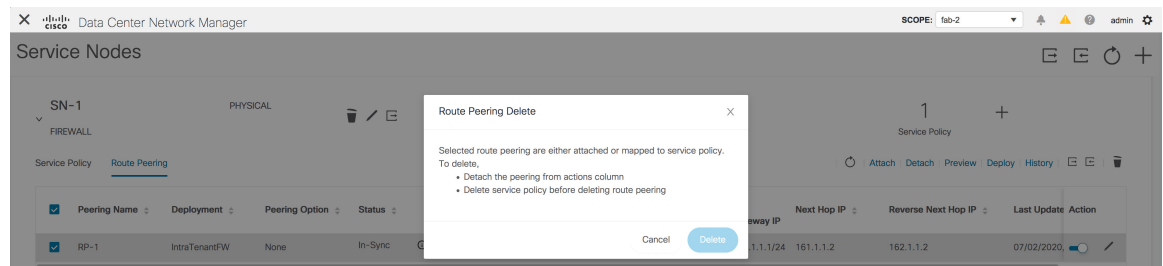 cisco Data Center Network Manager SCOPE: fab-2 admin
Service Nodes
SN-1 PHYSICAL
FIREWALL
1
Service Policy
Route Peering Delete
Selected route peering are either attached or mapped to service policy.
To delete,
• Detach the peering from actions column
• Delete service policy before deleting route peering
Cancel Delete
Service Policy Route Peering Attach Detach Preview Deploy History
Peering Name Deployment Peering Option Status eway IP Next Hop IP Reverse Next Hop IP Last Update Action
RP-1 IntraTenantFW None In-Sync .1.1.1/24 161.1.1.2 162.1.1.2 07/02/2020,